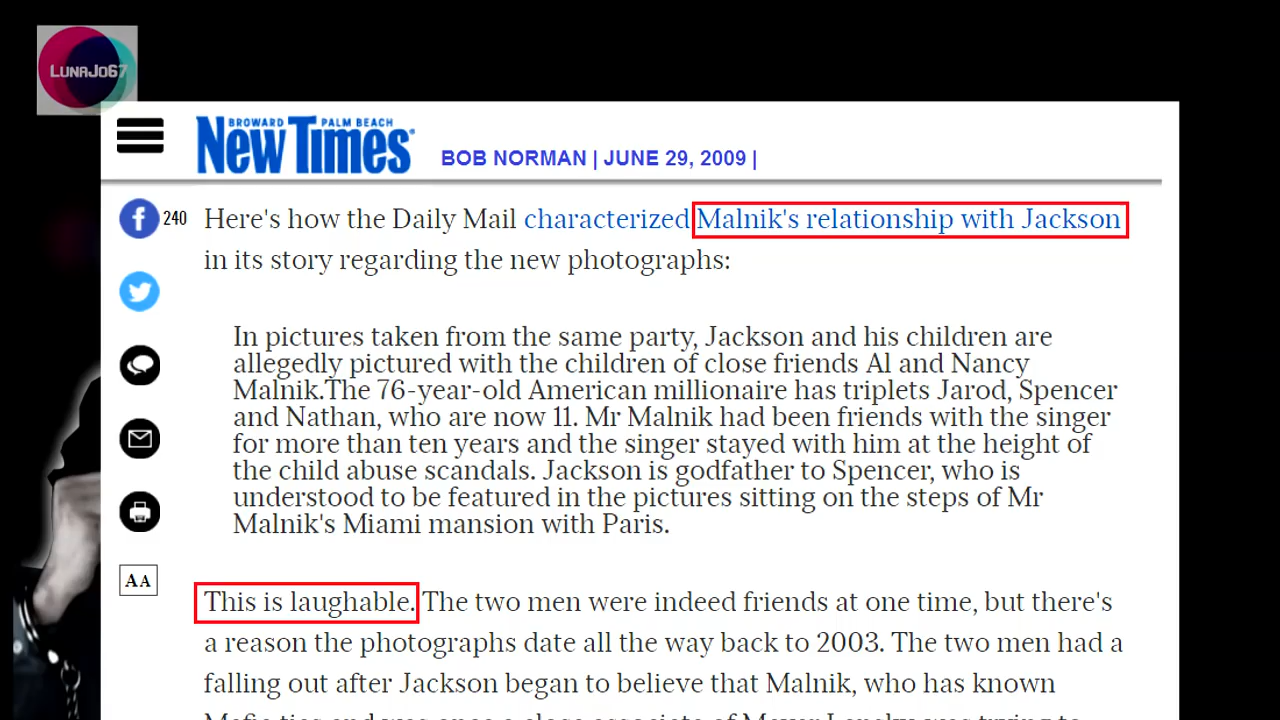 LUNAJO67
BROWARD PALM BEACH
New Times
BOB NORMAN | JUNE 29, 2009 |
240
Here's how the Daily Mail characterized Malnik's relationship with Jackson
in its story regarding the new photographs:
In pictures taken from the same party, Jackson and his children are
allegedly pictured with the children of close friends Al and Nancy
Malnik.The 76-year-old American millionaire has triplets Jarod, Spencer
and Nathan, who are now 11. Mr Malnik had been friends with the singer
for more than ten years and the singer stayed with him at the height of
the child abuse scandals. Jackson is godfather to Spencer, who is
understood to be featured in the pictures sitting on the steps of Mr
Malnik's Miami mansion with Paris.
AA
This is laughable. The two men were indeed friends at one time, but there's
a reason the photographs date all the way back to 2003. The two men had a
falling out after Jackson began to believe that Malnik, who has known